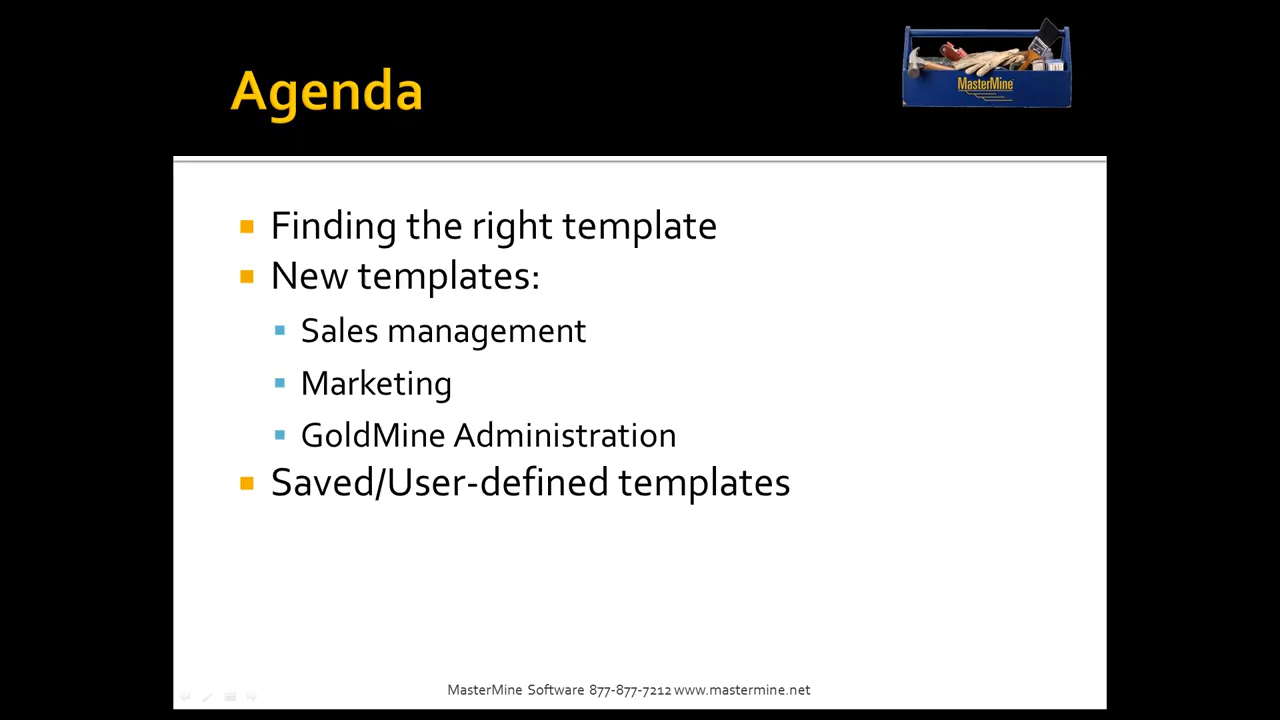 Agenda
MasterMine
Finding the right template
New templates:
Sales management
Marketing
GoldMine Administration
Saved/User-defined templates
MasterMine Software 877-877-7212 www.mastermine.net